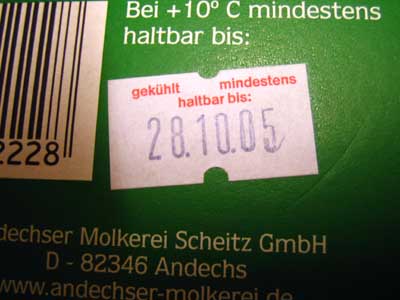 Bei +10° C mindestens
haltbar bis:
gekühlt mindestens
haltbar bis:
28.10.05
2228
dechser Molkerei Scheitz GmbH
D - 82346 Andechs
www.andechser-molkerei.de